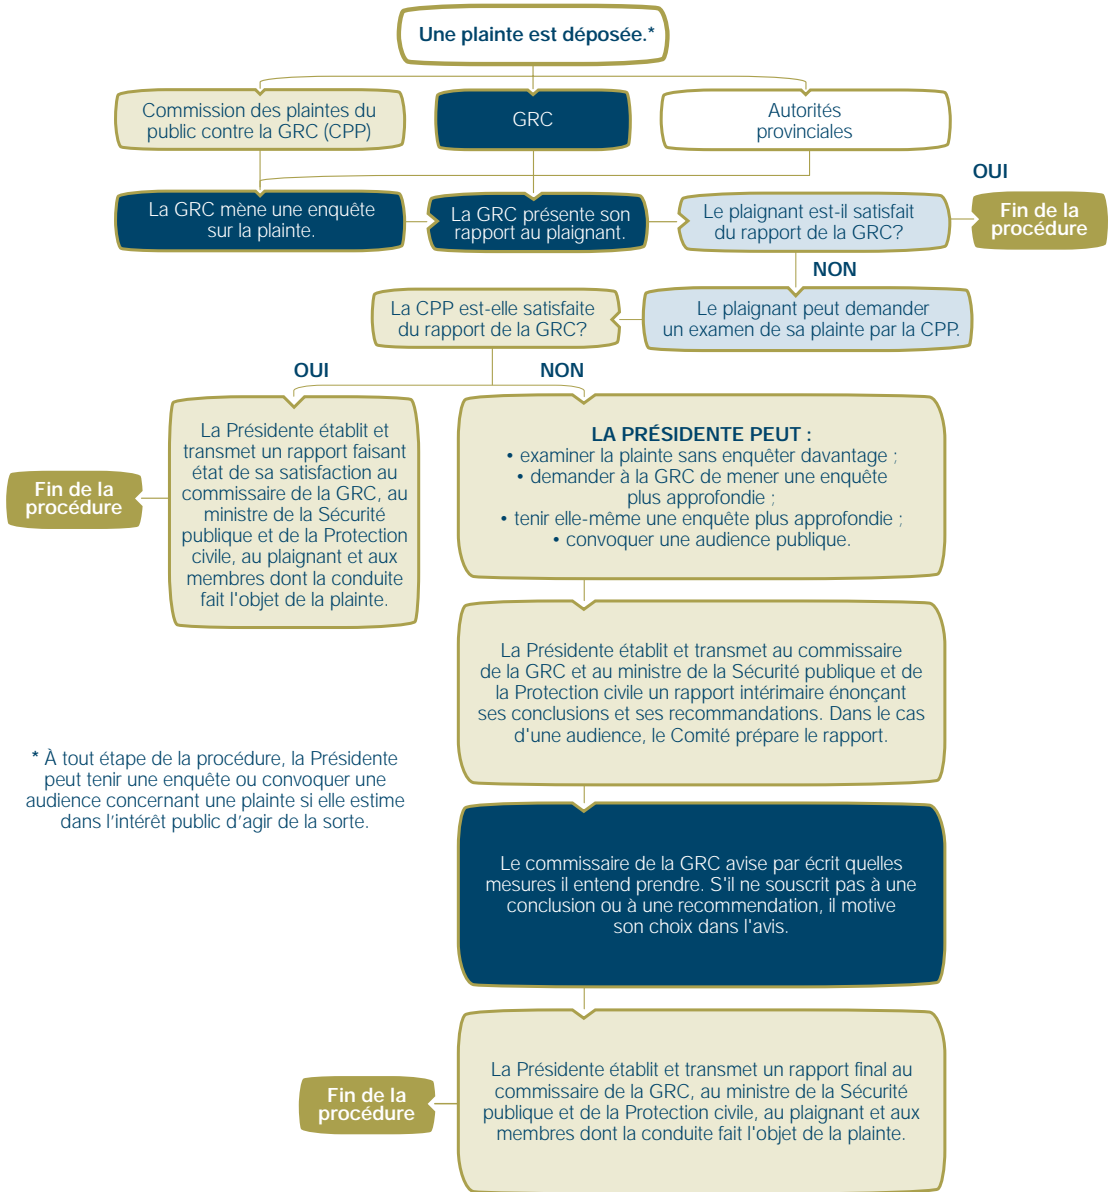 Une plainte est déposée.*
Commission des plaintes du
public contre la GRC (CPP)
GRC
Autorités
provinciales
La GRC mène une enquête
sur la plainte.
La GRC présente son
rapport au plaignant.
Le plaignant est-il satisfait
du rapport de la GRC?
OUI
Fin de la
procédure
NON
Le plaignant peut demander
un examen de sa plainte par la CPP.
La CPP est-elle satisfaite
du rapport de la GRC?
OUI
NON
La Présidente établit et
transmet un rapport faisant
état de sa satisfaction au
commissaire de la GRC, au
ministre de la Sécurité
publique et de la Protection
civile, au plaignant et aux
membres dont la conduite
fait l'objet de la plainte.
Fin de la
procédure
LA PRÉSIDENTE PEUT :
• examiner la plainte sans enquêter davantage ;
• demander à la GRC de mener une enquête
plus approfondie ;
• tenir elle-même une enquête plus approfondie ;
• convoquer une audience publique.
La Présidente établit et transmet au commissaire
de la GRC et au ministre de la Sécurité publique et de
la Protection civile un rapport intérimaire énonçant
ses conclusions et ses recommandations. Dans le cas
d'une audience, le Comité prépare le rapport.
* À tout étape de la procédure, la Présidente
peut tenir une enquête ou convoquer une
audience concernant une plainte si elle estime
dans l'intérêt public d'agir de la sorte.
Le commissaire de la GRC avise par écrit quelles
mesures il entend prendre. S'il ne souscrit pas à une
conclusion ou à une recommendation, il motive
son choix dans l'avis.
La Présidente établit et transmet un rapport final au
commissaire de la GRC, au ministre de la Sécurité
publique et de la Protection civile, au plaignant et aux
membres dont la conduite fait l'objet de la plainte.
Fin de la
procédure